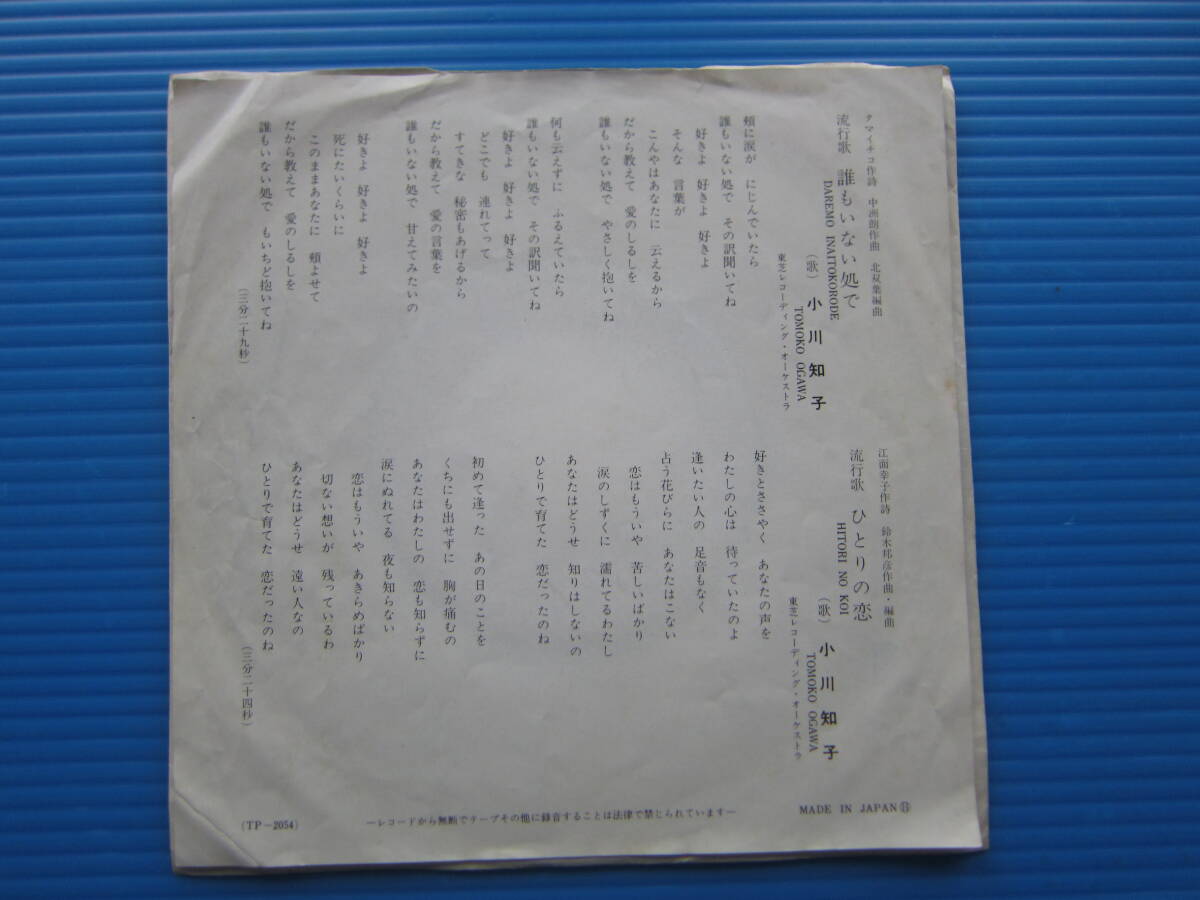 クマイチコ作詩 中洲朗作曲 北双葉編曲
流行歌 誰もいない処で
DAREMO INAITOKORODE
(歌) 小川知子
TOMOKO OGAWA
東芝レコーディング・オーケストラ
頬に涙が にじんでいたら
誰もいない処で その訳聞いてね
好きよ 好きよ 好きよ
そんな 言葉が
こんやはあなたに 云えるから
だから教えて 愛のしるしを
誰もいない処で やさしく抱いてね
何も云えずに ふるえていたら
誰もいない処で その訳聞いてね
好きよ 好きよ 好きよ
どこでも 連れてって
すてきな 秘密もあげるから
だから教えて 愛の言葉を
誰もいない処で 甘えてみたいの
好きよ 好きよ 好きよ
死にたいくらいに
このままあなたに 頬よせて
だから教えて 愛のしるしを
誰もいない処で もいちど抱いてね
(三分二十九秒)
江面幸子作詩 鈴木邦彦作曲・編曲
流行歌 ひとりの恋
HITORI NO KOI
(歌) 小川知子
TOMOKO OGAWA
東芝レコーディング・オーケストラ
好きとささやく あなたの声を
わたしの心は 待っていたのよ
逢いたい人の 足音もなく
占う花びらに あなたはこない
恋はもういや 苦しいばかり
涙のしずくに 濡れてるわたし
あなたはどうせ 知りはしないの
ひとりで育てた 恋だったのね
初めて逢った あの日のことを
くちにも出せずに 胸が痛むの
あなたはわたしの 恋も知らずに
涙にぬれてる 夜も知らない
恋はもういや あきらめばかり
切ない想いが 残っているわ
あなたはどうせ 遠い人なの
ひとりで育てた 恋だったのね
(三分二十四秒)
(TP-2054)
—レコードから無断でテープその他に録音することは法律で禁じられています—
MADE IN JAPAN